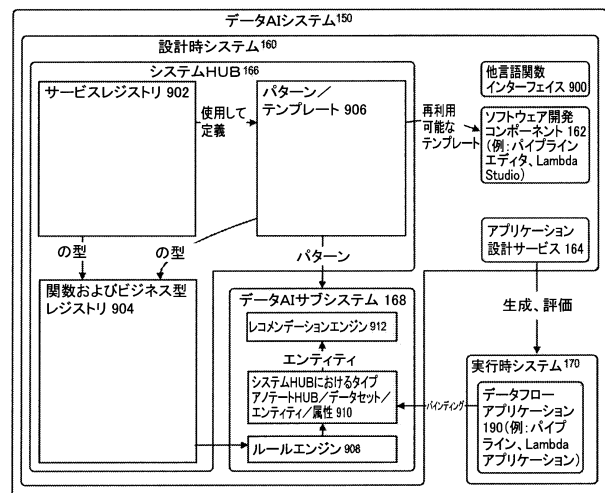 データAIシステム150
設計時システム160
システムHUB 166
サービスレジストリ 902
使用して
定義
パターン／
テンプレート 906
再利用
可能な
テンプレート
他言語関数
インターフェイス 900
ソフトウェア開発
コンポーネント 162
(例：パイプライン
エディタ、Lambda
Studio)
の型
の型
パターン
アプリケーション
設計サービス 164
関数およびビジネス型
レジストリ 904
データAIサブシステム 168
レコメンデーションエンジン 912
エンティティ
システムHUBにおけるタイプ
アノテートHUB／データセット／
エンティティ／属性 910
ルールエンジン 908
生成、評価
バインディング
実行時システム 170
データフロー
アプリケーション
190(例：パイプ
ライン、Lambda
アプリケーション)